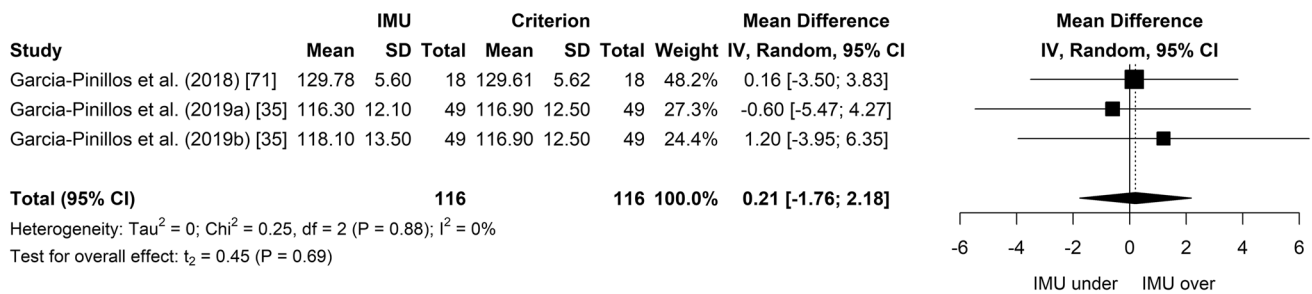 IMU Criterion Mean Difference Mean Difference
Study Mean SD Total Mean SD Total Weight IV, Random, 95% CI IV, Random, 95% CI
Garcia-Pinillos et al. (2018) [71] 129.78 5.60 18 129.61 5.62 18 48.2% 0.16 [-3.50; 3.83]
Garcia-Pinillos et al. (2019a) [35] 116.30 12.10 49 116.90 12.50 49 27.3% -0.60 [-5.47; 4.27]
Garcia-Pinillos et al. (2019b) [35] 118.10 13.50 49 116.90 12.50 49 24.4% 1.20 [-3.95; 6.35]
Total (95% CI) 116 116 100.0% 0.21 [-1.76; 2.18]
Heterogeneity: Tau² = 0; Chi² = 0.25, df = 2 (P = 0.88); I² = 0%
Test for overall effect: t₂ = 0.45 (P = 0.69)
-6 -4 -2 0 2 4 6
IMU under IMU over